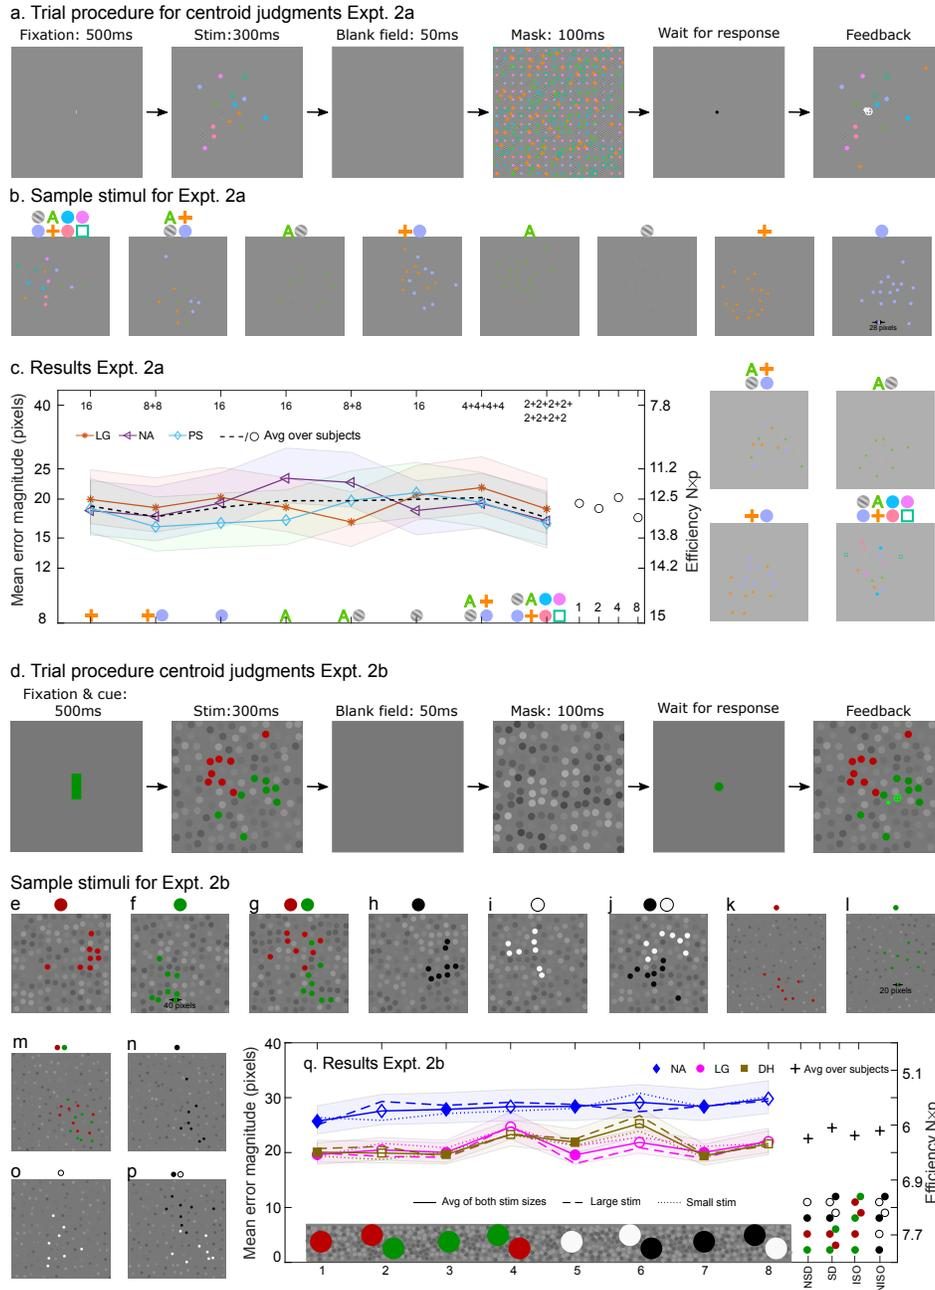 a. Trial procedure for centroid judgments Expt. 2a
Fixation: 500ms
Stim:300ms
Blank field: 50ms
Mask: 100ms
Wait for response
Feedback
b. Sample stimul for Expt. 2a
A
A
A
A
28 pixels
c. Results Expt. 2a
Mean error magnitude (pixels)
40
25
20
15
12
8
16
8+8
16
16
8+8
16
4+4+4+4
2+2+2+2+
2+2+2+2
LG
NA
PS
/
Avg over subjects
A
A
A
A
1
2
4
8
7.8
11.2
12.5
13.8
14.2
15
Efficiency N×p
A
A
A
d. Trial procedure centroid judgments Expt. 2b
Fixation & cue:
500ms
Stim:300ms
Blank field: 50ms
Mask: 100ms
Wait for response
Feedback
Sample stimuli for Expt. 2b
e
f
g
h
i
j
k
l
40 pixels
20 pixels
m
n
o
p
q. Results Expt. 2b
NA
LG
DH
Avg over subjects
Mean error magnitude (pixels)
40
30
20
10
0
Avg of both stim sizes
Large stim
Small stim
1
2
3
4
5
6
7
8
NSD
SD
ISO
NISO
5.1
6
6.9
7.7
Efficiency N×p